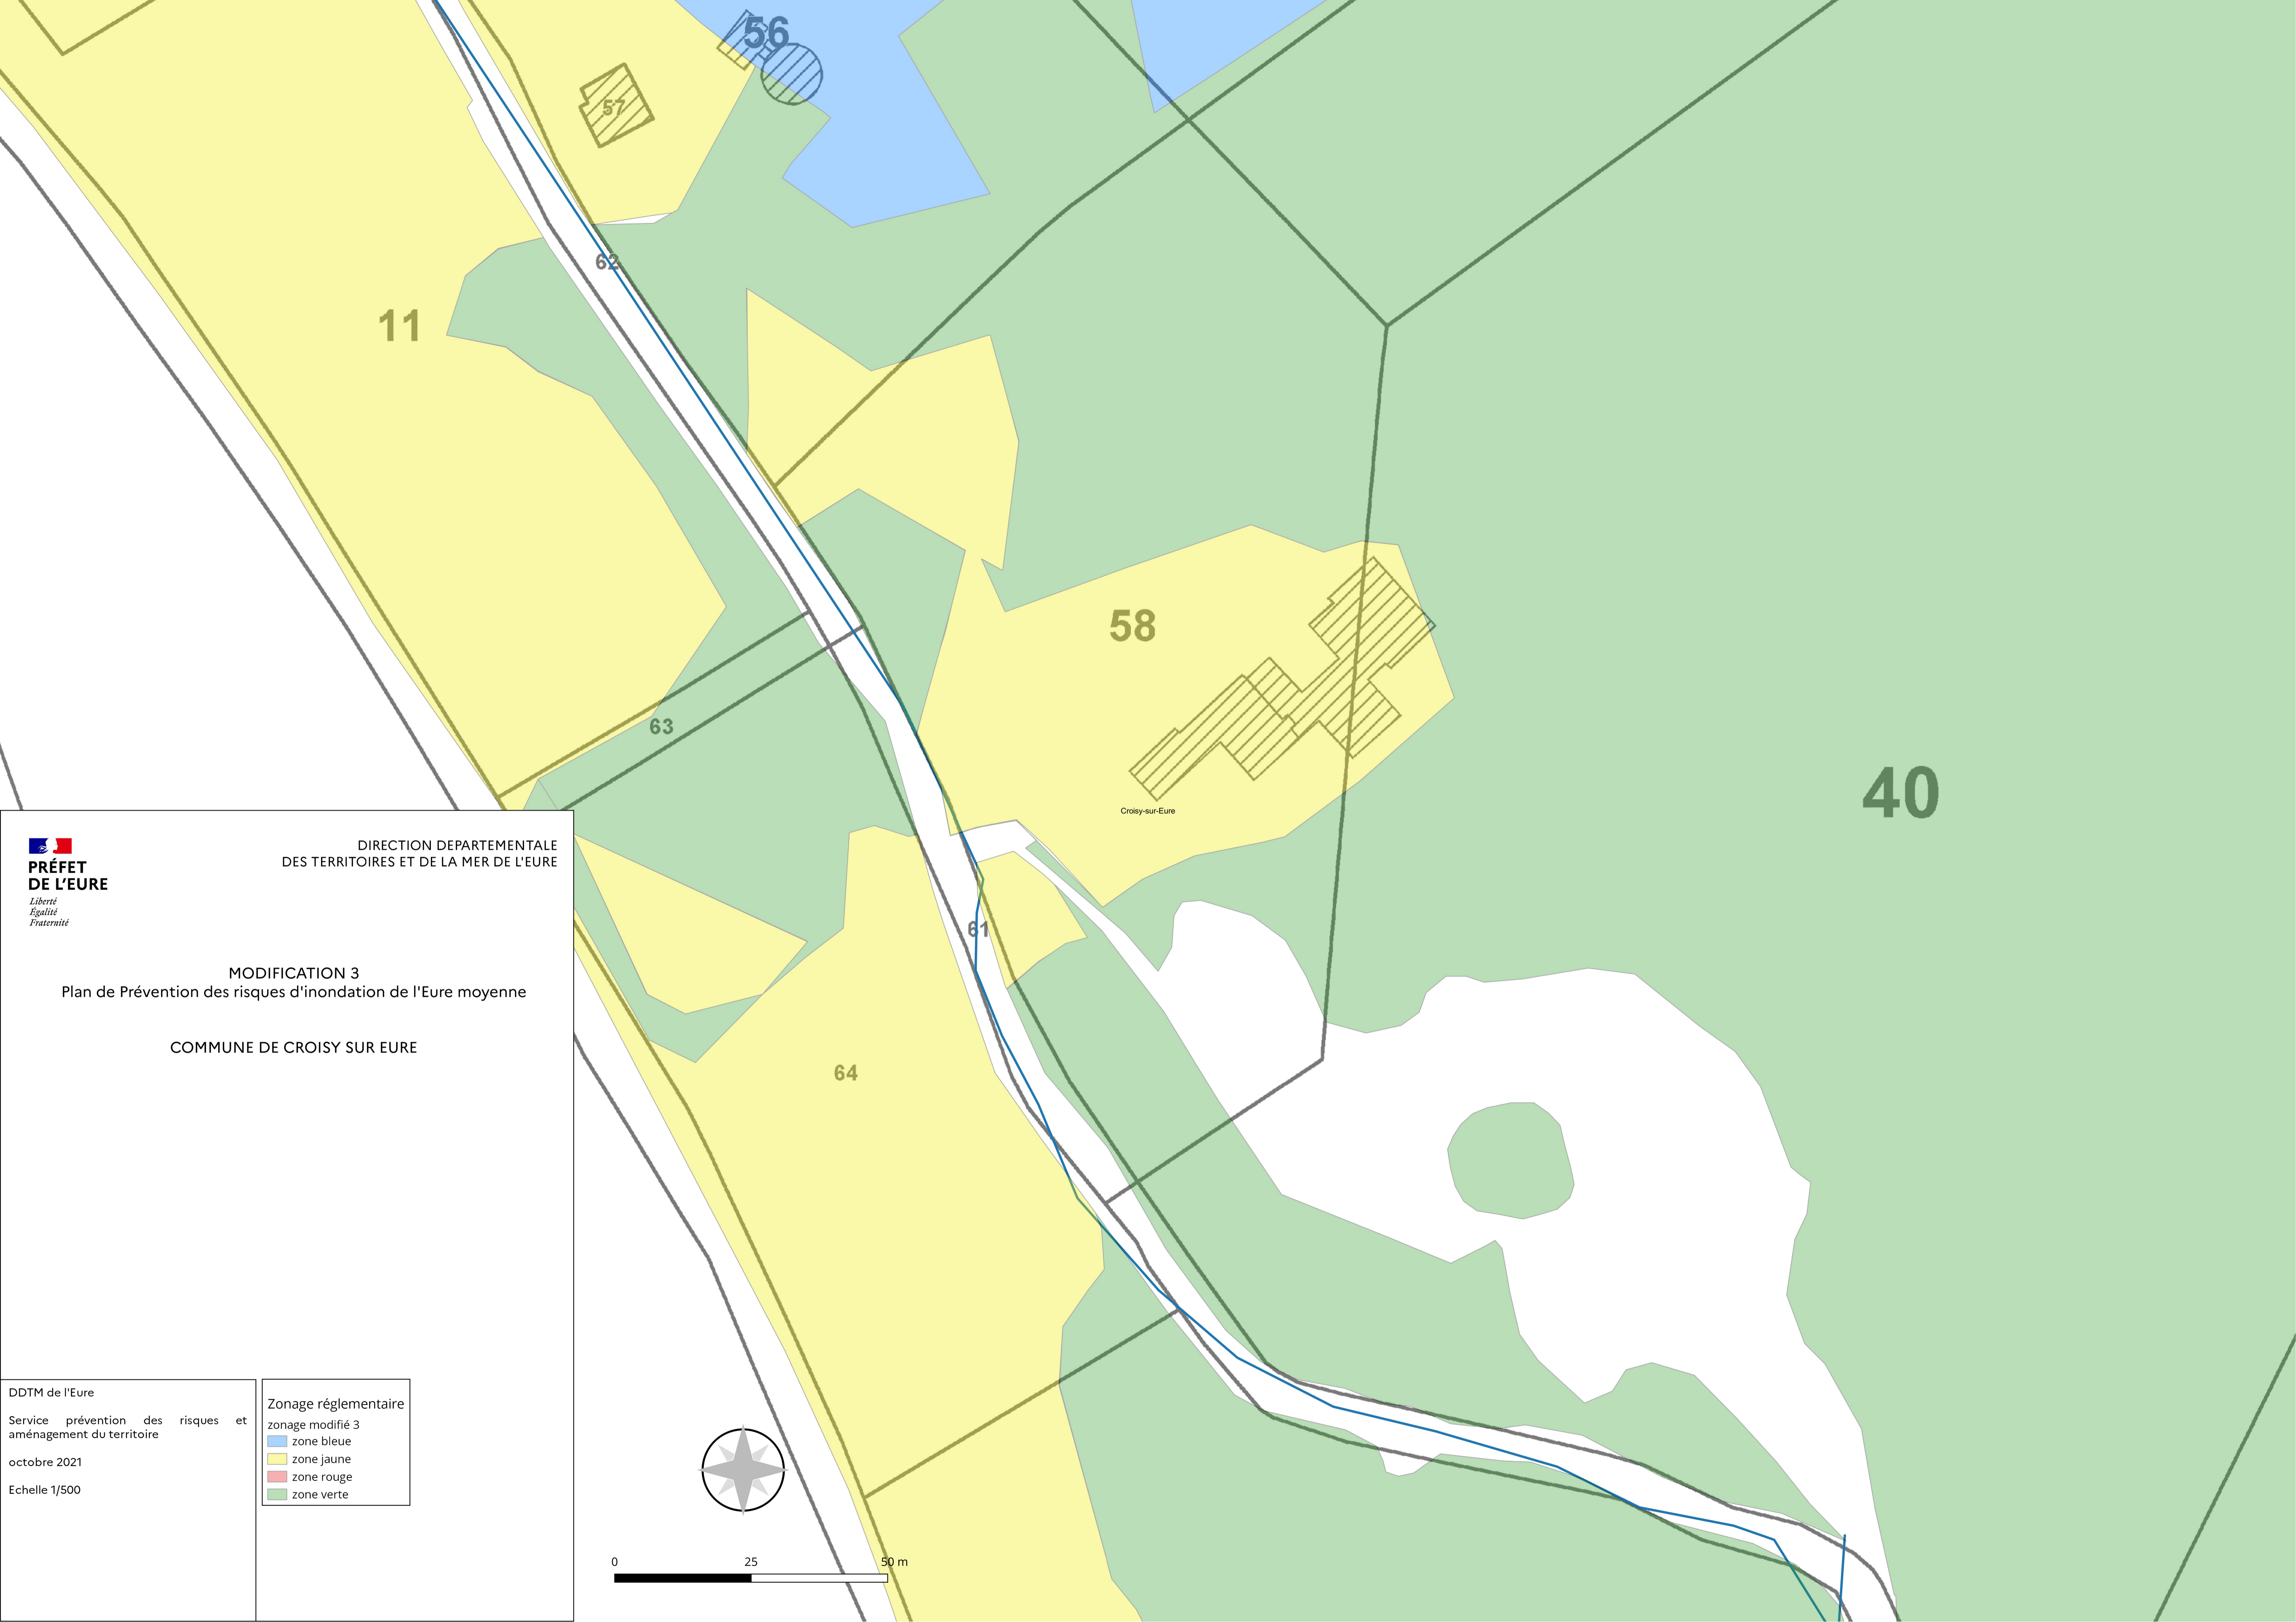 56
57
62
11
58
63
Croisy-sur-Eure
40
61
64
PRÉFET
DE L'EURE
Liberté
Égalité
Fraternité
DIRECTION DEPARTEMENTALE
DES TERRITOIRES ET DE LA MER DE L'EURE
MODIFICATION 3
Plan de Prévention des risques d'inondation de l'Eure moyenne
COMMUNE DE CROISY SUR EURE
DDTM de l'Eure
Service prévention des risques et
aménagement du territoire
octobre 2021
Echelle 1/500
Zonage réglementaire
zonage modifié 3
zone bleue
zone jaune
zone rouge
zone verte
0 25 50 m